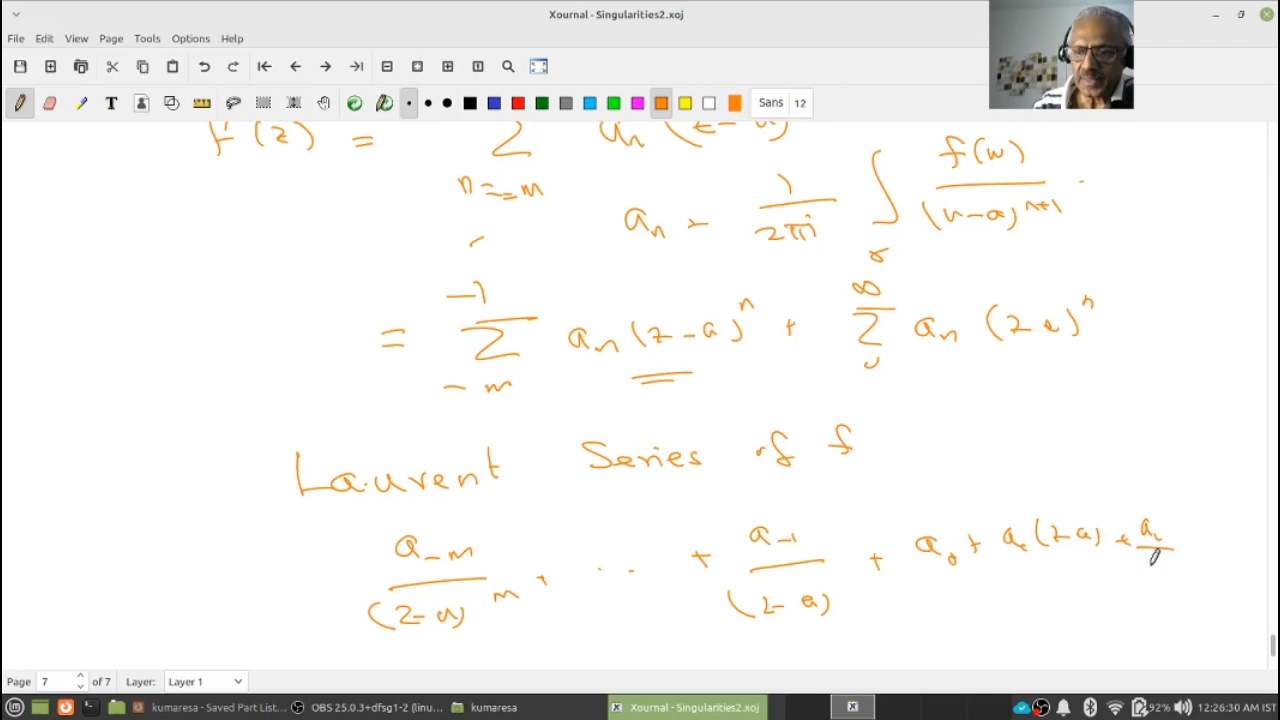 Xournal - Singularities2.xoj
File Edit View Page Tools Options Help
Sans 12
f(z) = ∑ aₙ (z-a)
n=-m
aₙ = 1/2πi ∫ f(w)/(w-a)ⁿ⁺¹
γ
-1 ∞
= ∑ aₙ (z-a)ⁿ + ∑ aₙ (z-a)ⁿ
-m 0
Laurent Series of f
a₋ₘ/(z-a)ᵐ + .... + a₋₁/(z-a) + a₀ + a₁(z-a) + a₂
Page 7 of 7 Layer: Layer 1
kumaresa - Saved Part List... OBS 25.0.3+dfsg1-2 (linu... kumaresa Xournal - Singularities2.xoj 92% 12:26:30 AM IST